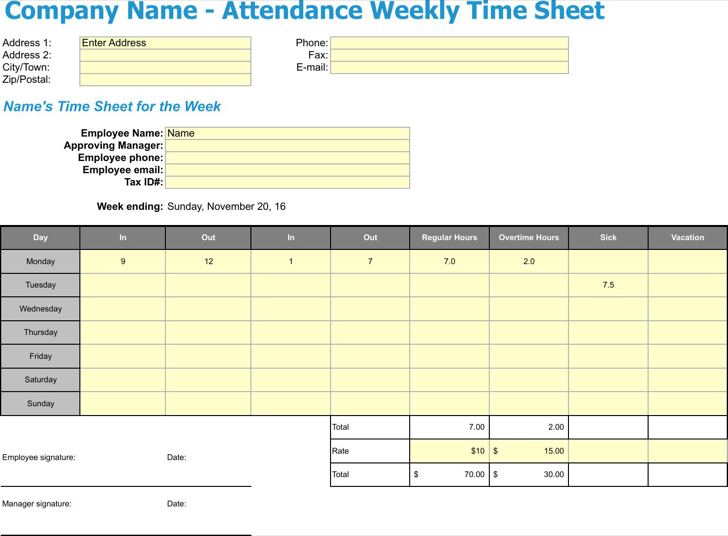 Company Name - Attendance Weekly Time Sheet
Address 1: Enter Address Phone:
Address 2: Fax:
City/Town: E-mail:
Zip/Postal:
Name's Time Sheet for the Week
Employee Name: Name
Approving Manager:
Employee phone:
Employee email:
Tax ID#:
Week ending: Sunday, November 20, 16
Day In Out In Out Regular Hours Overtime Hours Sick Vacation
Monday 9 12 1 7 7.0 2.0
Tuesday 7.5
Wednesday
Thursday
Friday
Saturday
Sunday
Total 7.00 2.00
Rate $10 $ 15.00
Employee signature: Date:
Total $ 70.00 $ 30.00
Manager signature: Date: